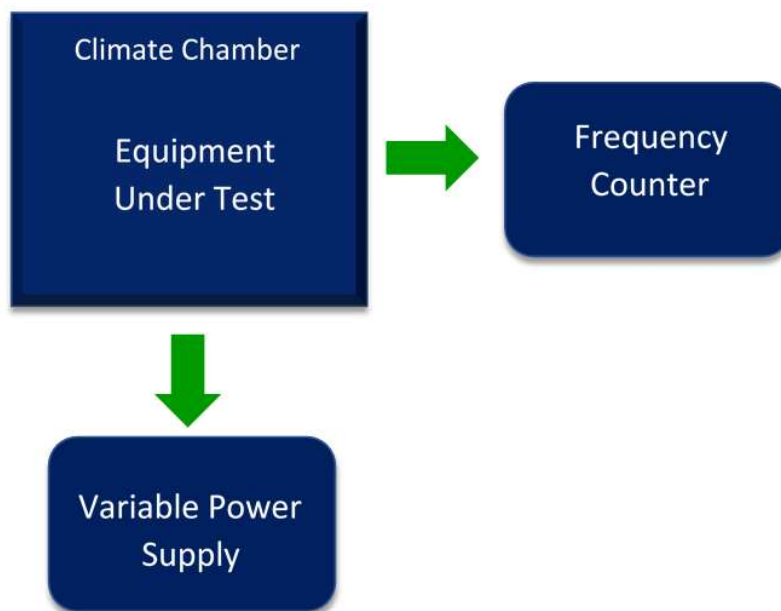 Climate Chamber
Equipment
Under Test
Frequency
Counter
Variable Power
Supply